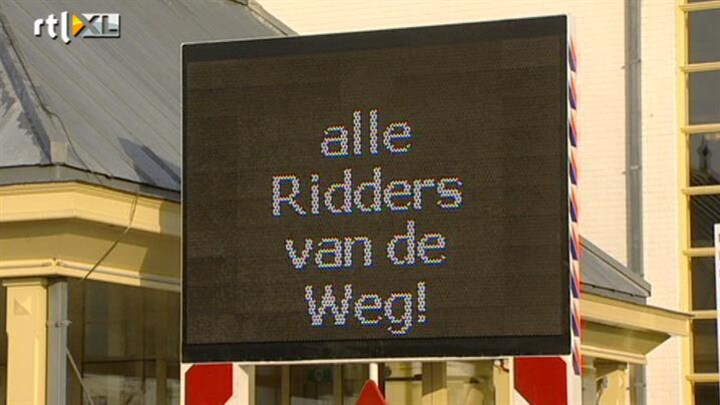 rtl XL
alle
Ridders
van de
Weg!